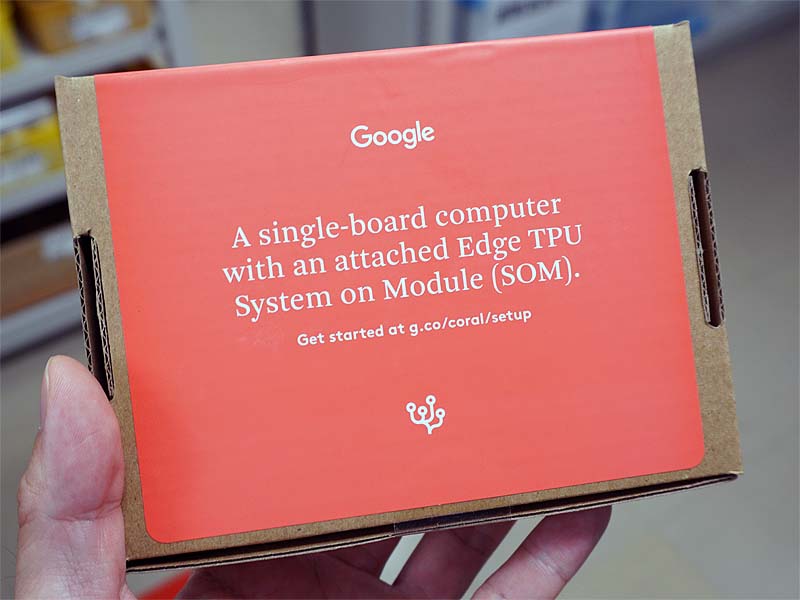 Google
A single-board computer
with an attached Edge TPU
System on Module (SOM).
Get started at g.co/coral/setup